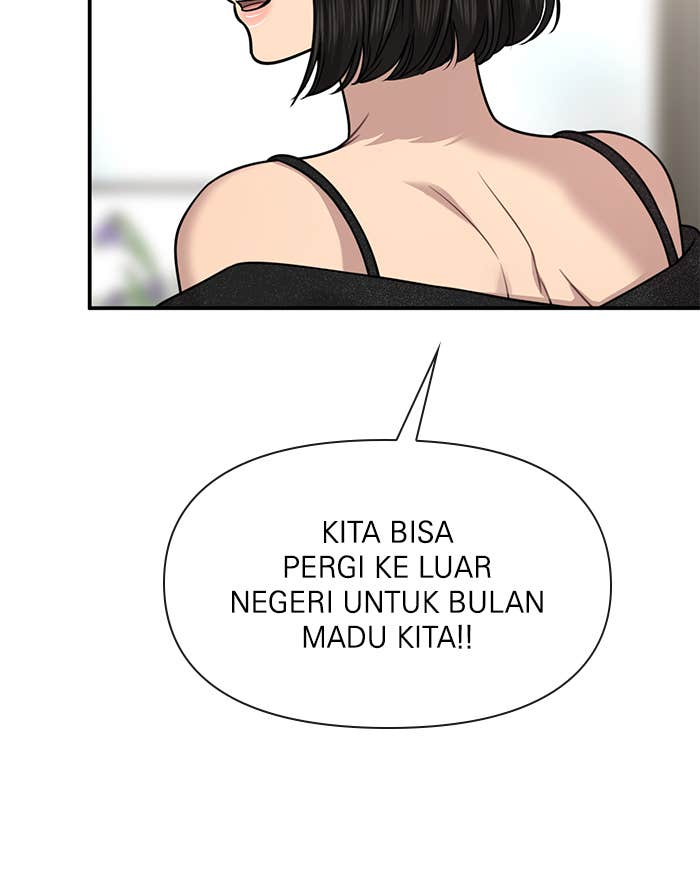 KITA BISA
PERGI KE LUAR
NEGERI UNTUK BULAN
MADU KITA!!